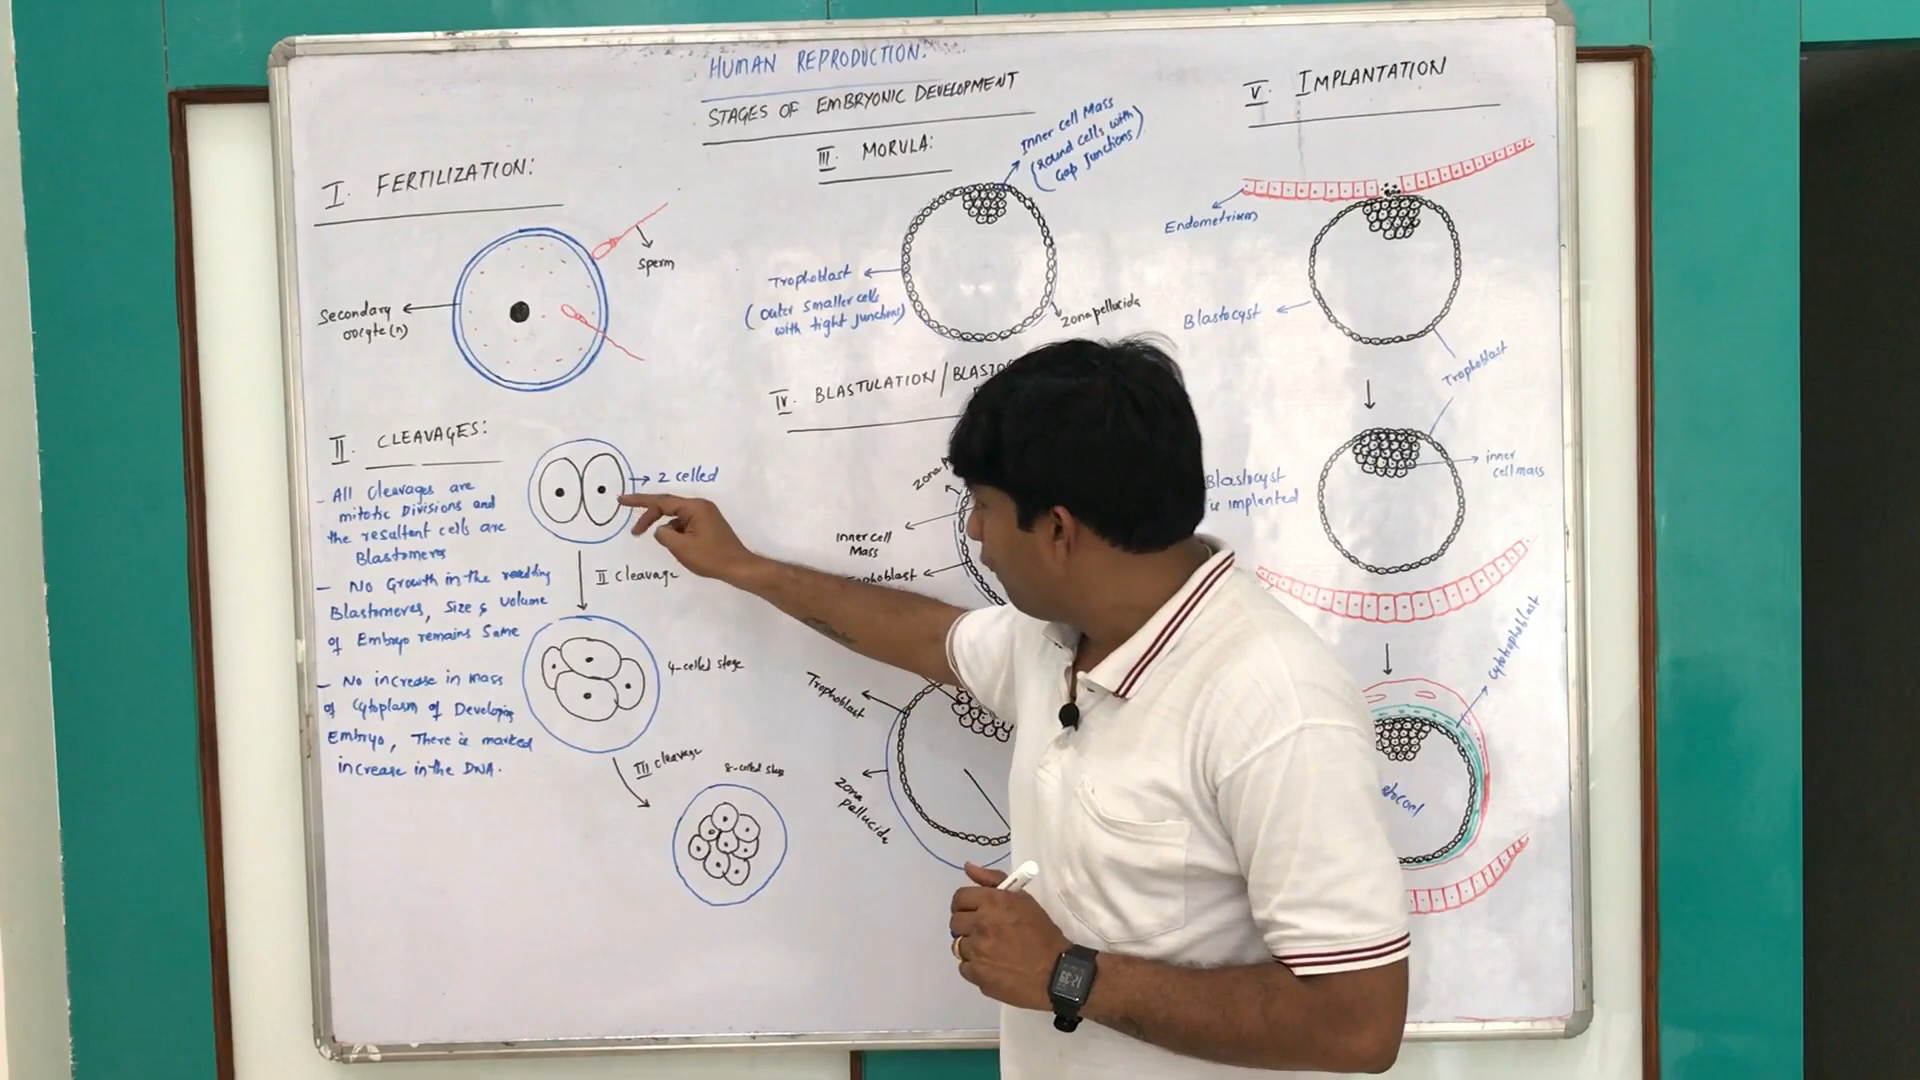 HUMAN REPRODUCTION.
STAGES OF EMBRYONIC DEVELOPMENT
I. FERTILIZATION:
Sperm
Secondary
oocyte (n)
II. CLEAVAGES:
- All Cleavages are
mitotic Divisions and
the resultant cells are
Blastomeres
- No Growth in the resulting
Blastomeres, Size & Volume
of Embryo remains Same
- No increase in mass
of Cytoplasm of Developing
Embryo, There is marked
increase in the DNA.
2 celled
II cleavage
4-celled stage
III cleavage
8-celled stage
III. MORULA:
Inner cell Mass
(round cells with
Gap Junctions)
Trophoblast
(outer smaller cells
with tight Junctions)
Zona pellucida
IV. BLASTULATION /
Inner cell
Mass
Trophoblast
Zona
pellucida
V. IMPLANTATION
Endometrium
Blastocyst
Trophoblast
inner
cell mass
Blastocyst
is implanted
Cytotrophoblast